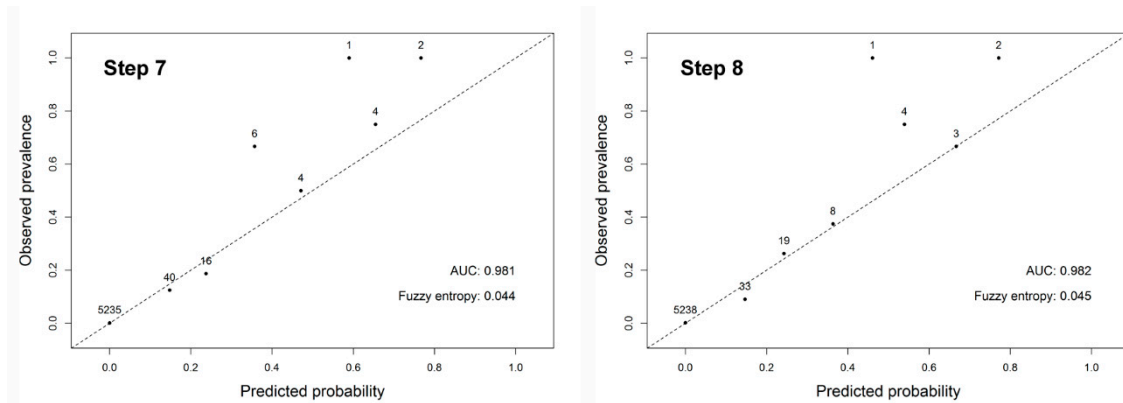 Step 7
1.0
0.8
0.6
0.4
0.2
0.0
Observed prevalence
1
2
4
6
4
16
40
5235
AUC: 0.981
Fuzzy entropy: 0.044
0.0 0.2 0.4 0.6 0.8 1.0
Predicted probability
Step 8
1.0
0.8
0.6
0.4
0.2
0.0
Observed prevalence
1
2
4
3
8
19
33
5238
AUC: 0.982
Fuzzy entropy: 0.045
0.0 0.2 0.4 0.6 0.8 1.0
Predicted probability